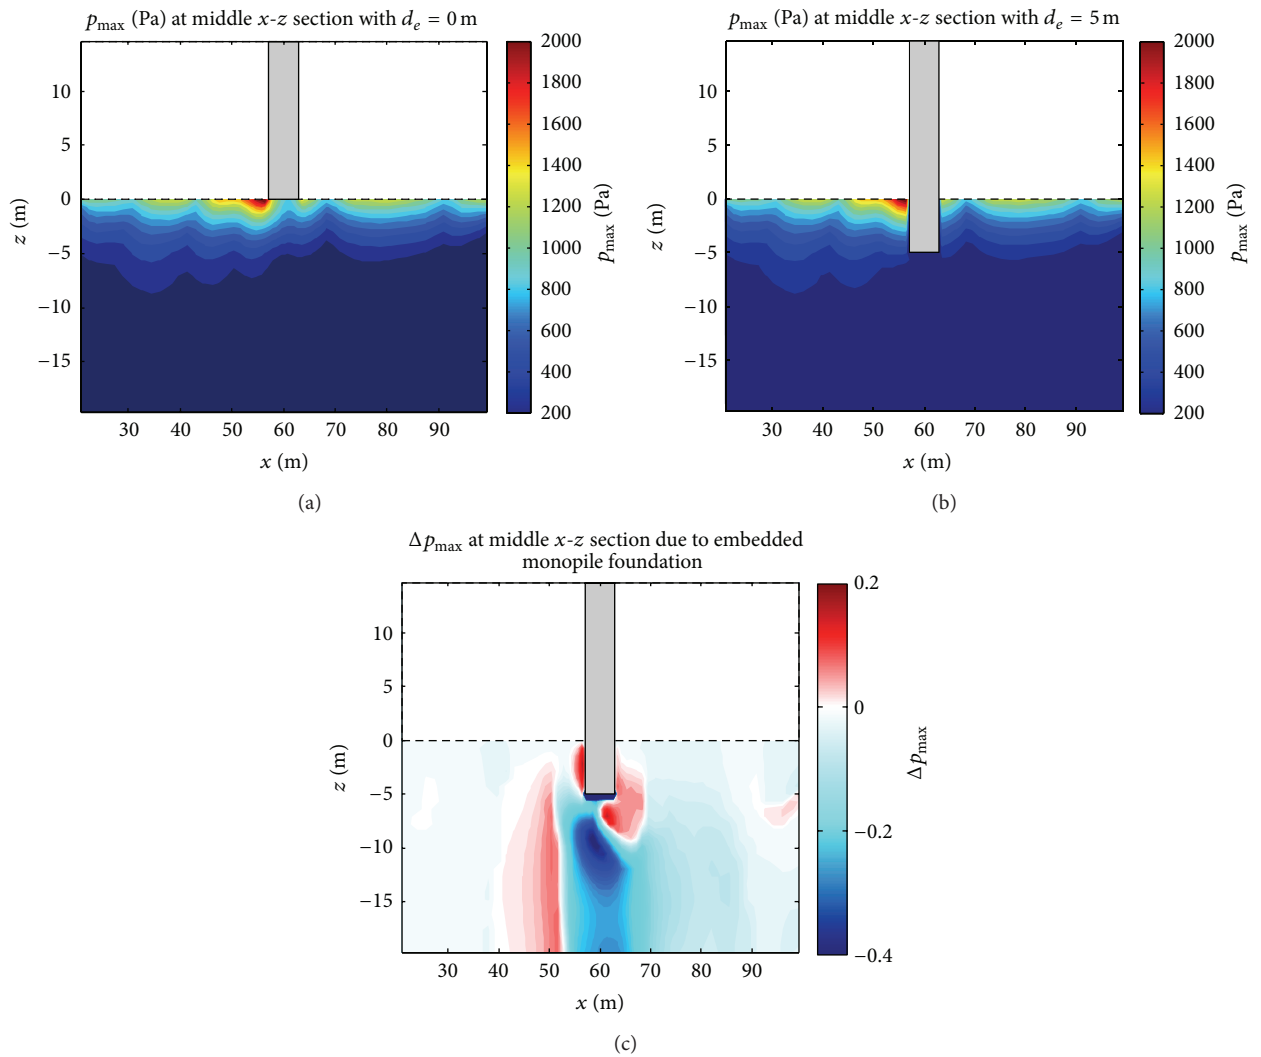 p_max (Pa) at middle x-z section with d_e = 0 m
10
5
0
−5
−10
−15
z (m)
30 40 50 60 70 80 90
x (m)
2000
1800
1600
1400
1200
1000
800
600
400
200
p_max (Pa)
(a)
p_max (Pa) at middle x-z section with d_e = 5 m
10
5
0
−5
−10
−15
z (m)
30 40 50 60 70 80 90
x (m)
2000
1800
1600
1400
1200
1000
800
600
400
200
p_max (Pa)
(b)
Δp_max at middle x-z section due to embedded
monopile foundation
10
5
0
−5
−10
−15
z (m)
30 40 50 60 70 80 90
x (m)
0.2
0
−0.2
−0.4
Δp_max
(c)